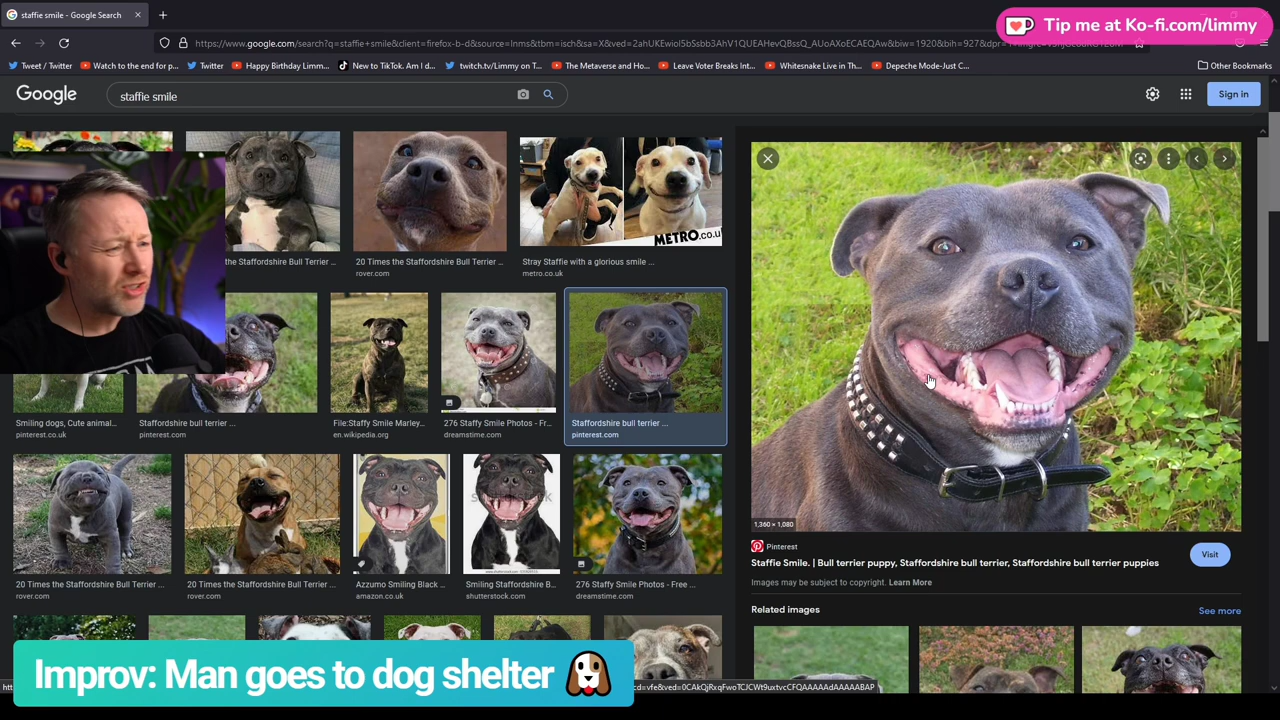 staffie smile - Google Search
Tip me at Ko-fi.com/limmy
Tweet / Twitter
Watch to the end for p...
Twitter
Happy Birthday Limm...
New to TikTok. Am I d...
twitch.tv/Limmy on T...
The Metaverse and Ho...
Leave Voter Breaks Int...
Whitesnake Live in Th...
Depeche Mode-Just C...
Other Bookmarks
Google
staffie smile
Sign in
METRO.co.u
the Staffordshire Bull Terrier ...
20 Times the Staffordshire Bull Terrier ...
rover.com
Stray Staffie with a glorious smile ...
metro.co.uk
Smiling dogs, Cute animal...
pinterest.co.uk
Staffordshire bull terrier ...
pinterest.com
File:Staffy Smile Marley...
en.wikipedia.org
276 Staffy Smile Photos - Fr...
dreamstime.com
Staffordshire bull terrier ...
pinterest.com
1,360 × 1,080
Pinterest
Staffie Smile. | Bull terrier puppy, Staffordshire bull terrier, Staffordshire bull terrier puppies
Visit
Images may be subject to copyright. Learn More
20 Times the Staffordshire Bull Terrier ...
rover.com
20 Times the Staffordshire Bull Terrier ...
rover.com
Azzumo Smiling Black ...
amazon.co.uk
Smiling Staffordshire B...
shutterstock.com
276 Staffy Smile Photos - Free ...
dreamstime.com
Related images
See more
Improv: Man goes to dog shelter